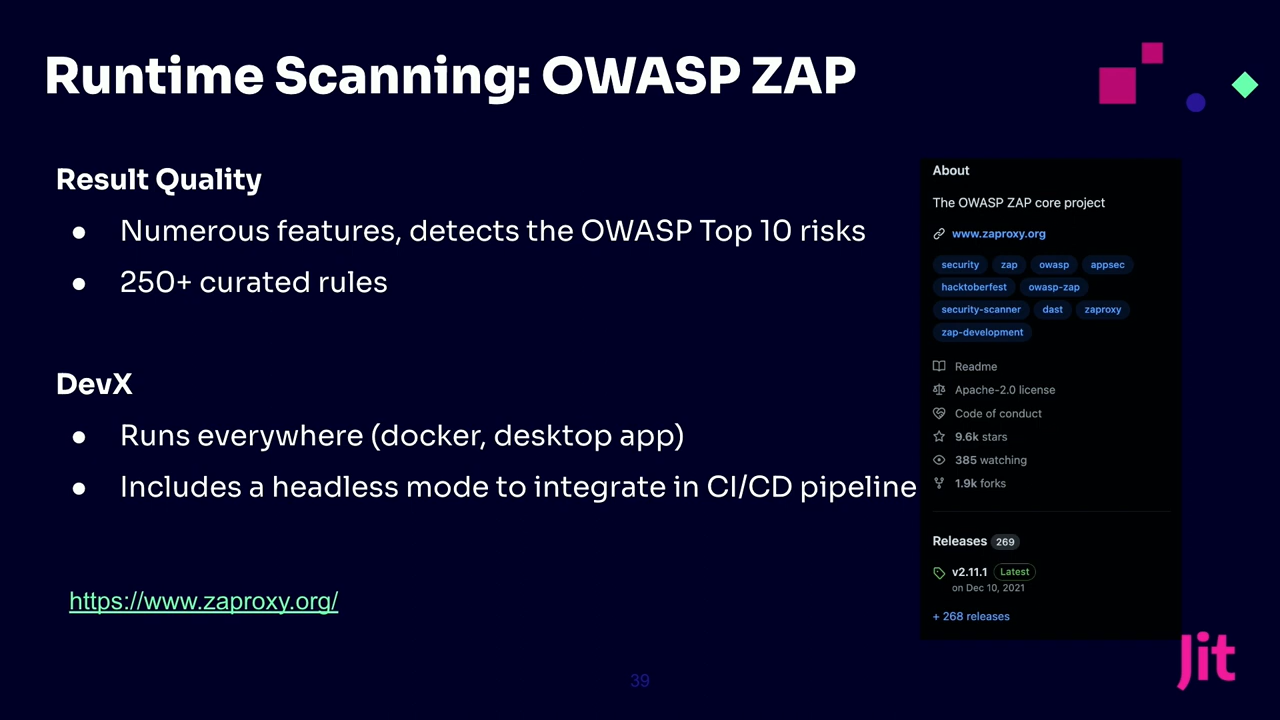 Runtime Scanning: OWASP ZAP
Result Quality
● Numerous features, detects the OWASP Top 10 risks
● 250+ curated rules
DevX
● Runs everywhere (docker, desktop app)
● Includes a headless mode to integrate in CI/CD pipeline
https://www.zaproxy.org/
About
The OWASP ZAP core project
www.zaproxy.org
security zap owasp appsec
hacktoberfest owasp-zap
security-scanner dast zaproxy
zap-development
Readme
Apache-2.0 license
Code of conduct
9.6k stars
385 watching
1.9k forks
Releases 269
v2.11.1 Latest
on Dec 10, 2021
+ 268 releases
39
Jit